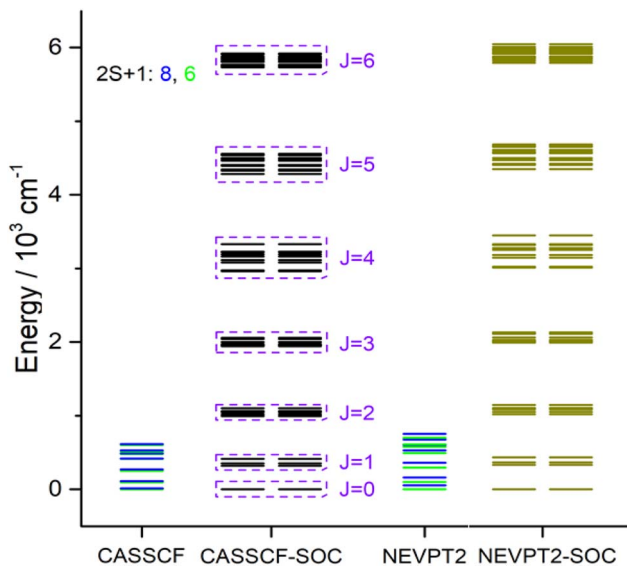 6
2S+1: 8, 6
J=6
J=5
4
J=4
2
J=3
J=2
J=1
0
J=0
Energy / 10³ cm⁻¹
CASSCF CASSCF-SOC NEVPT2 NEVPT2-SOC